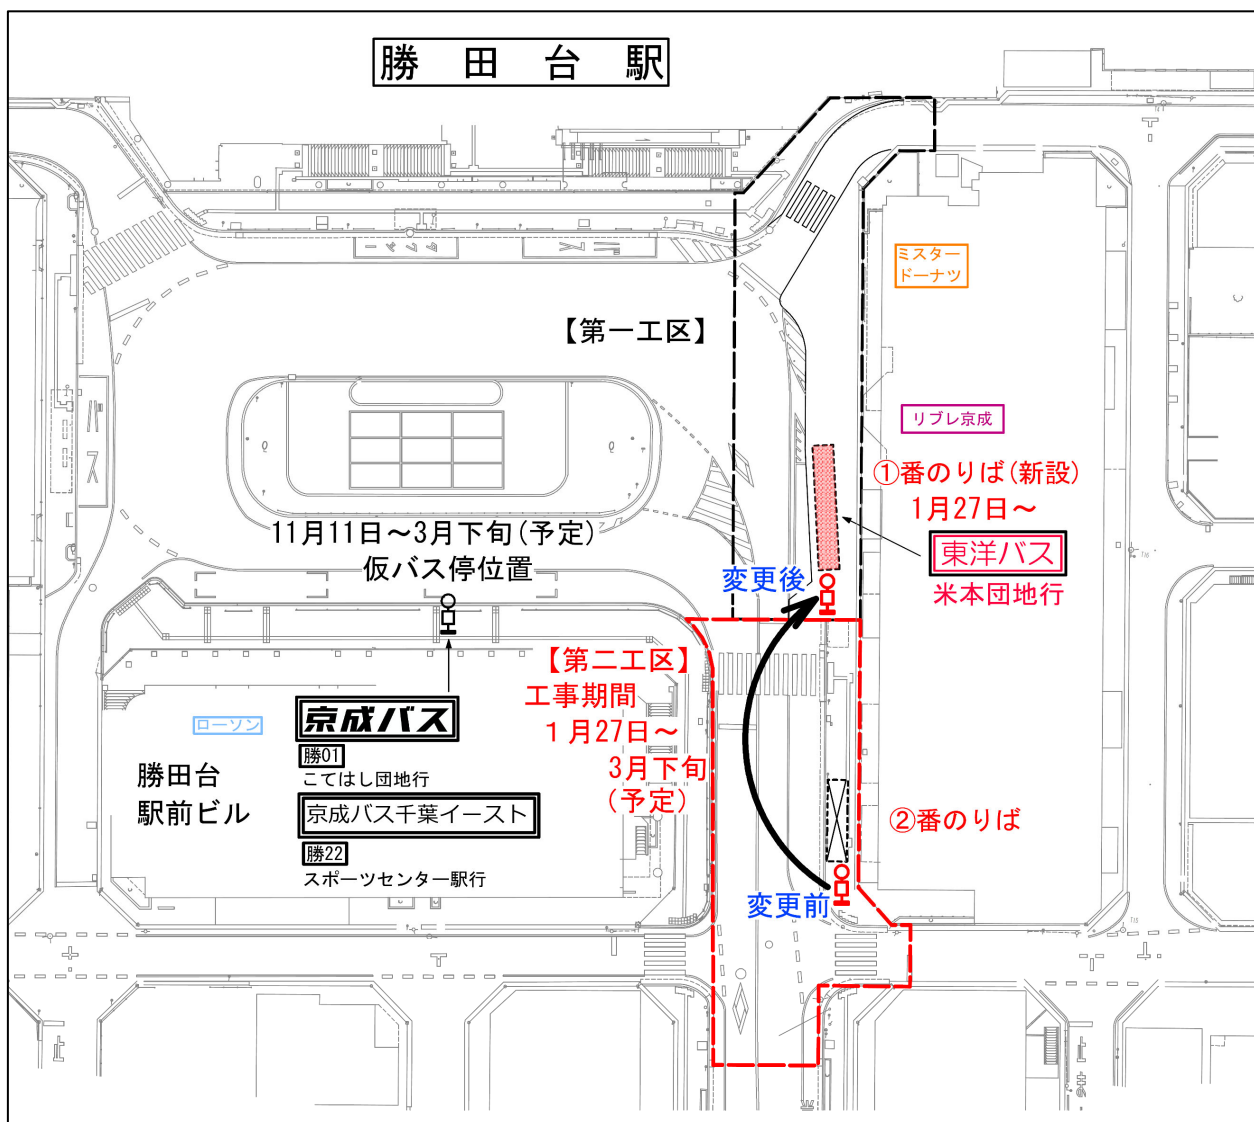 勝田台駅
ミスター
ドーナツ
【第一工区】
リブレ京成
①番のりば(新設)
1月27日～
東洋バス
米本団地行
バス
11月11日～3月下旬(予定)
仮バス停位置
変更後
【第二工区】
工事期間
1月27日～
3月下旬
(予定)
ローソン
京成バス
勝01
こてはし団地行
勝田台
駅前ビル
京成バス千葉イースト
勝22
スポーツセンター駅行
②番のりば
変更前